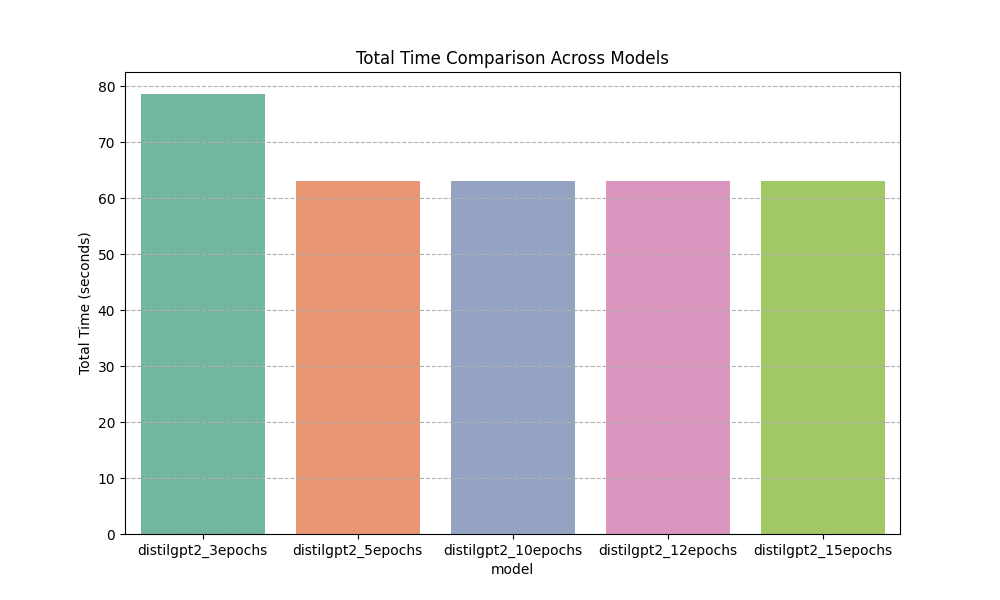 Total Time Comparison Across Models
80
70
60
50
40
30
20
10
0
Total Time (seconds)
distilgpt2_3epochs distilgpt2_5epochs distilgpt2_10epochs distilgpt2_12epochs distilgpt2_15epochs
model